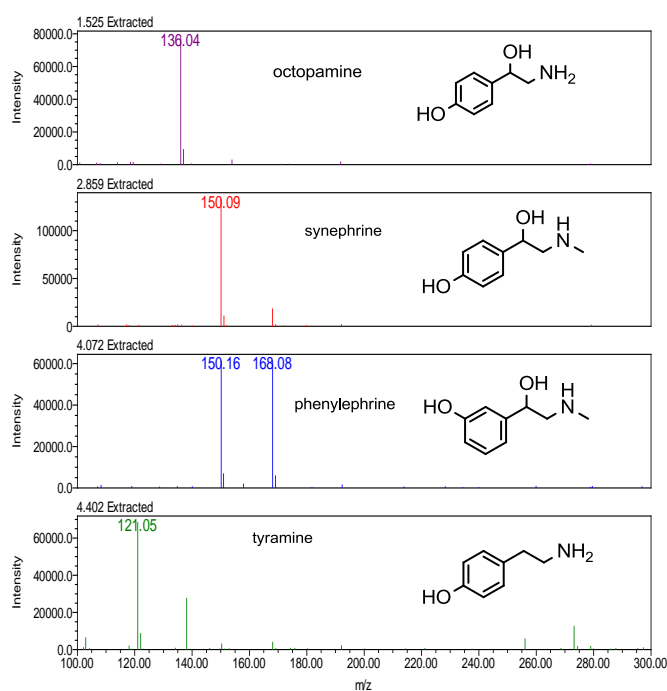 1.525 Extracted
80000.0
60000.0
40000.0
20000.0
0.0
Intensity
136.04
octopamine
OH
NH2
HO
2.859 Extracted
100000
50000
0
Intensity
150.09
synephrine
OH
H
N
HO
4.072 Extracted
60000.0
40000.0
20000.0
0.0
Intensity
150.16
168.08
phenylephrine
OH
H
N
HO
4.402 Extracted
60000.0
40000.0
20000.0
0.0
Intensity
121.05
tyramine
NH2
HO
100.00 120.00 140.00 160.00 180.00 200.00 220.00 240.00 260.00 280.00 300.00
m/z